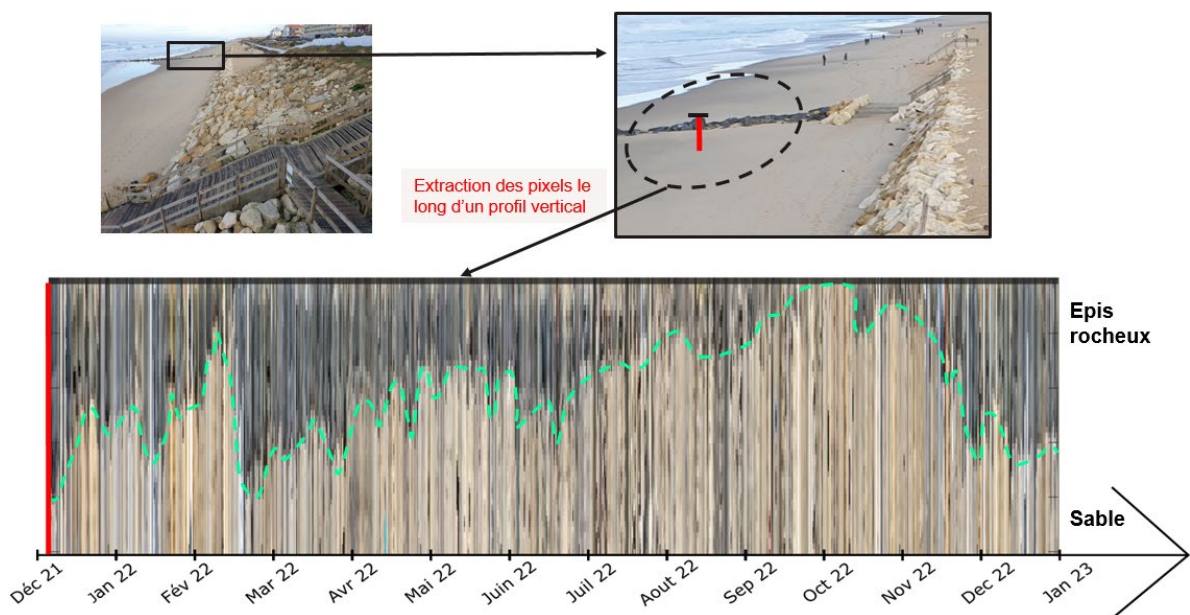 Extraction des pixels le
long d'un profil vertical
Epis
rocheux
Sable
Déc 21
Jan 22
Fév 22
Mar 22
Avr 22
Mai 22
Juin 22
Juil 22
Aout 22
Sep 22
Oct 22
Nov 22
Dec 22
Jan 23